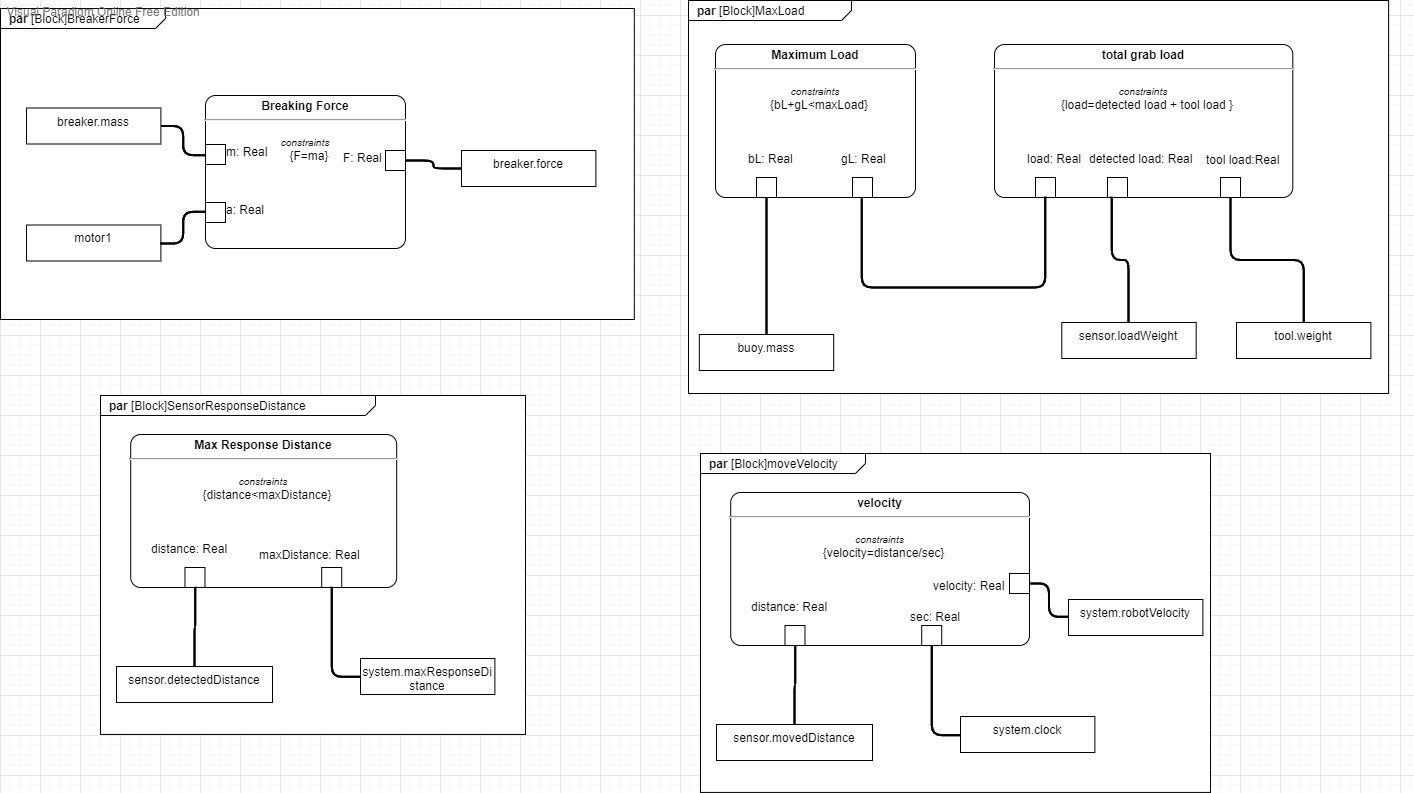 Visual Paradigm Online Free Edition
par [Block]BreakerForce
Breaking Force
breaker.mass
constraints
{F=ma}
m: Real
F: Real
breaker.force
a: Real
motor1
par [Block]MaxLoad
Maximum Load
constraints
{bL+gL<maxLoad}
bL: Real
gL: Real
total grab load
constraints
{load=detected load + tool load }
load: Real
detected load: Real
tool load:Real
buoy.mass
sensor.loadWeight
tool.weight
par [Block]SensorResponseDistance
Max Response Distance
constraints
{distance<maxDistance}
distance: Real
maxDistance: Real
sensor.detectedDistance
system.maxResponseDi
stance
par [Block]moveVelocity
velocity
constraints
{velocity=distance/sec}
velocity: Real
distance: Real
sec: Real
system.robotVelocity
sensor.movedDistance
system.clock